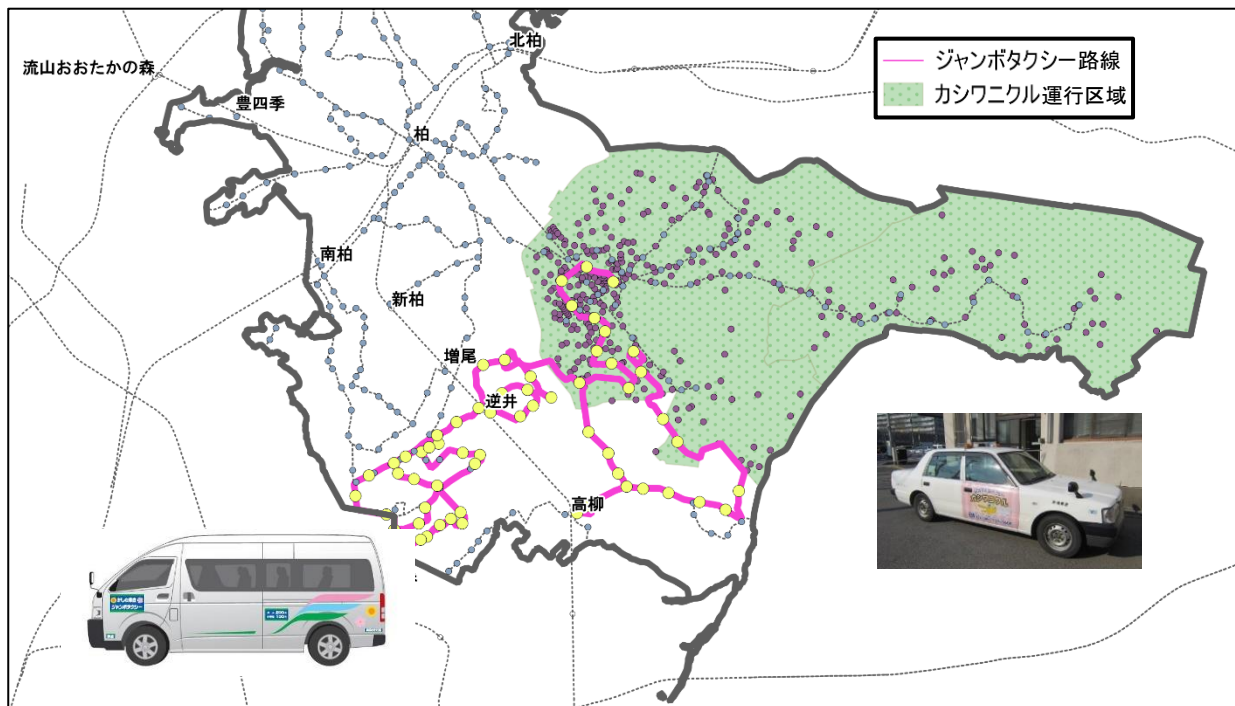 北柏
流山おおたかの森
豊四季
柏
南柏
新柏
増尾
逆井
高柳
ジャンボタクシー路線
カシワニクル運行区域
ジャンボタクシー
カシワニクル